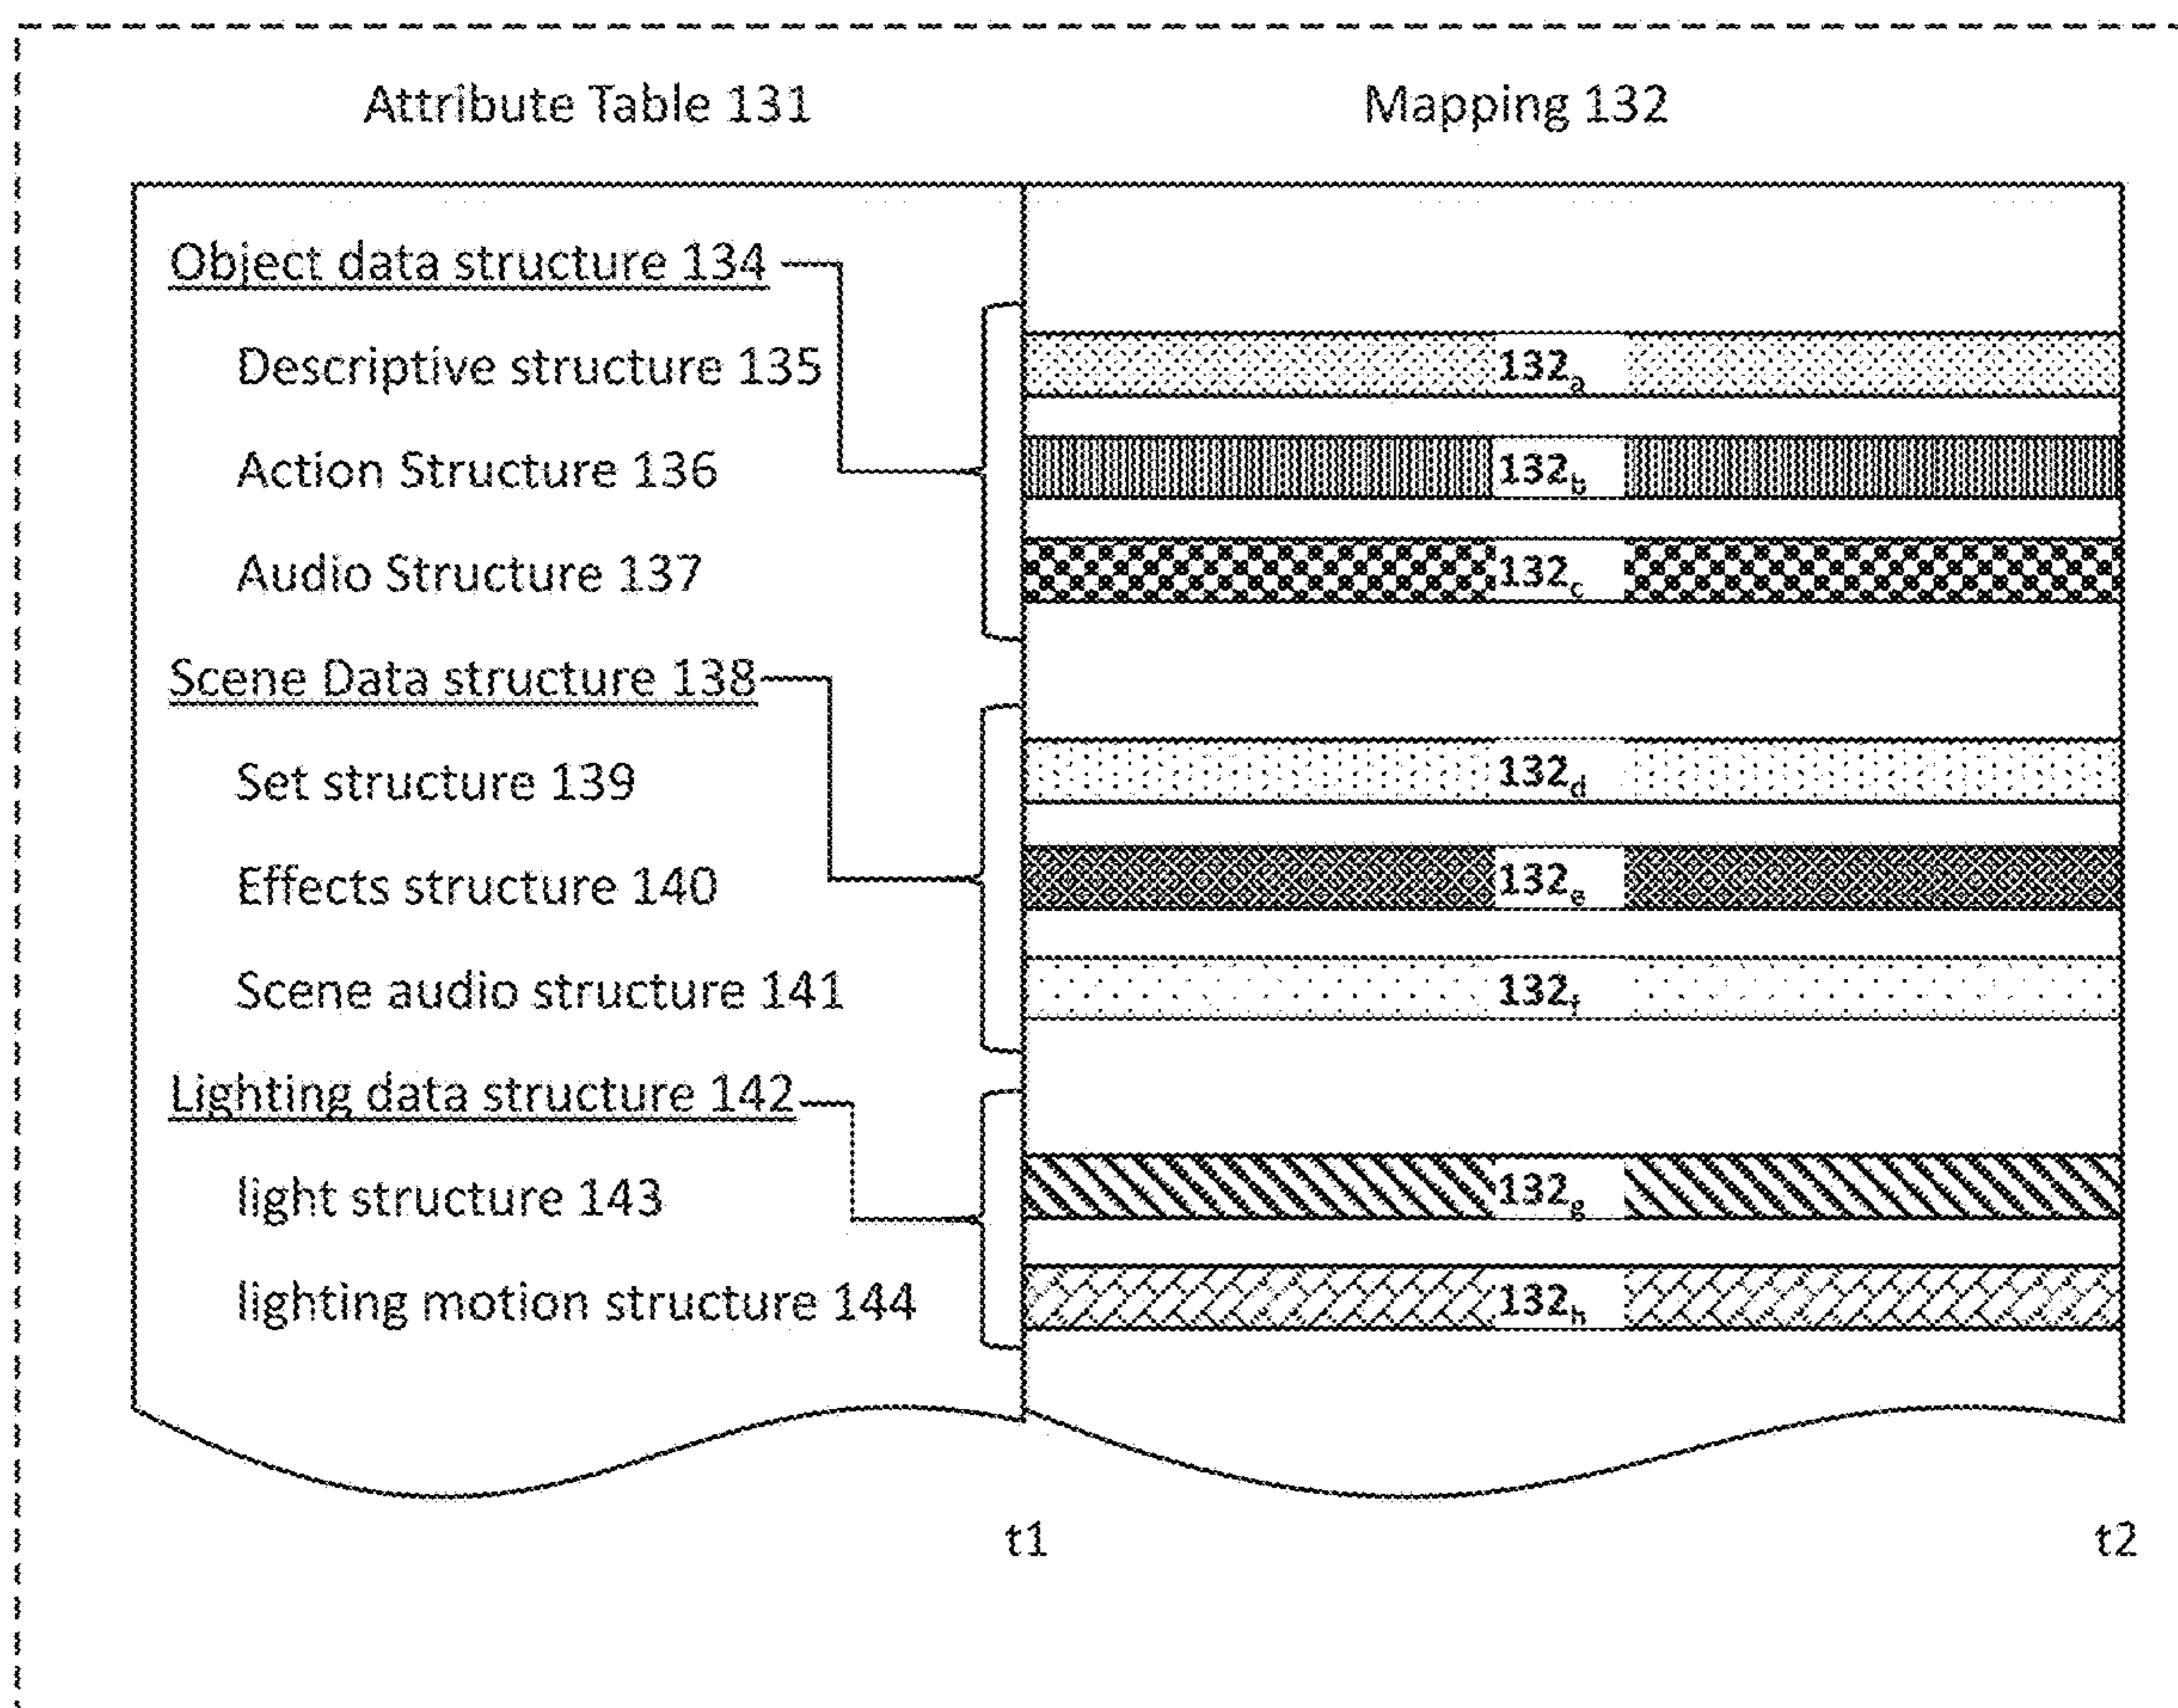 Attribute Table 131
Mapping 132
Object data structure 134
Descriptive structure 135
132a
Action Structure 136
132b
Audio Structure 137
132c
Scene Data structure 138
Set structure 139
132d
Effects structure 140
132e
Scene audio structure 141
132f
Lighting data structure 142
light structure 143
132g
lighting motion structure 144
132h
t1
t2